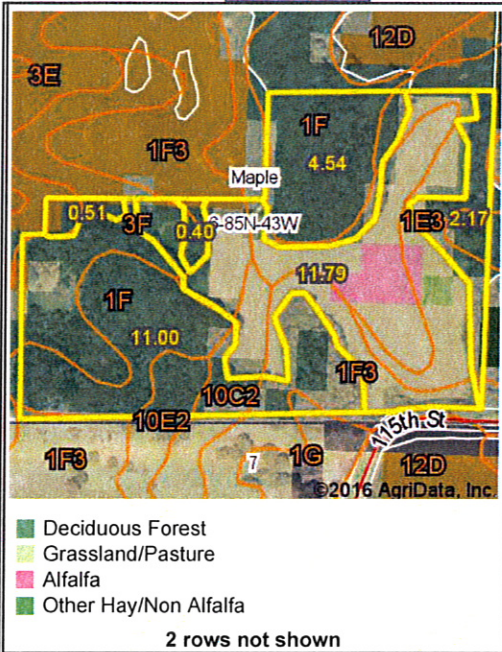 12D
3E
1F
1F3
4.54
Maple
0.51
3F
0.40
6-85N-43W
1E3
2.17
11.79
1F
11.00
1F3
10C2
10E2
115th St
1F3
7
1G
12D
©2016 AgriData, Inc.
Deciduous Forest
Grassland/Pasture
Alfalfa
Other Hay/Non Alfalfa
2 rows not shown